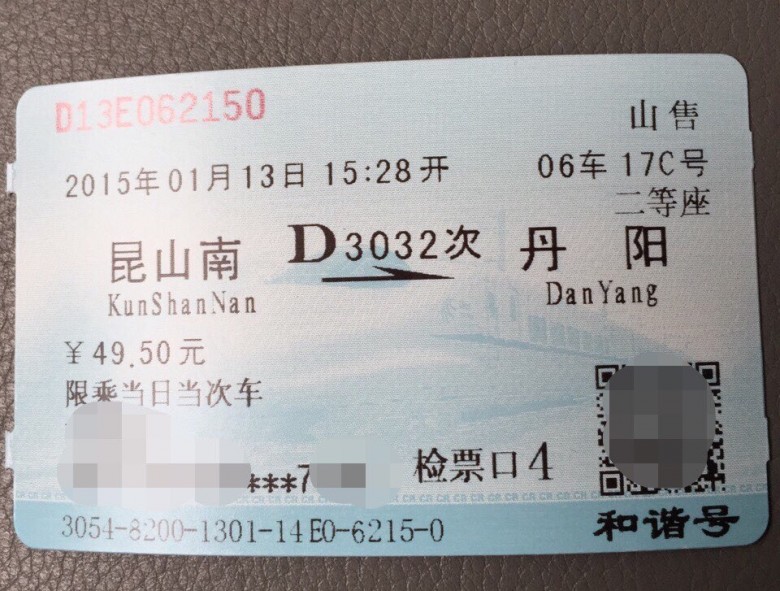 D13E062150
山售
2015年01月13日 15:28开
06车 17C号
二等座
昆山南 D3032次 丹阳
KunShanNan DanYang
￥49.50元
限乘当日当次车
***7
检票口4
3054-8200-1301-14E0-6215-0
和谐号